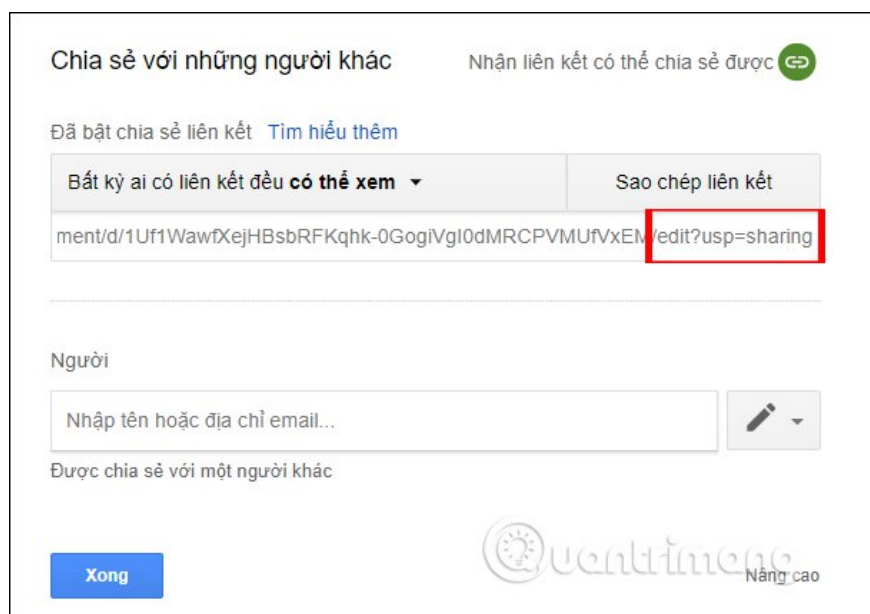 Chia sẻ với những người khác
Nhận liên kết có thể chia sẻ được
Đã bật chia sẻ liên kết Tìm hiểu thêm
Bất kỳ ai có liên kết đều có thể xem
Sao chép liên kết
ment/d/1Uf1WawfXejHBsbRFKqhk-0GogiVgI0dMRCPVMUfVxEM/edit?usp=sharing
Người
Nhập tên hoặc địa chỉ email...
Được chia sẻ với một người khác
Quantrimang
Xong
Nâng cao